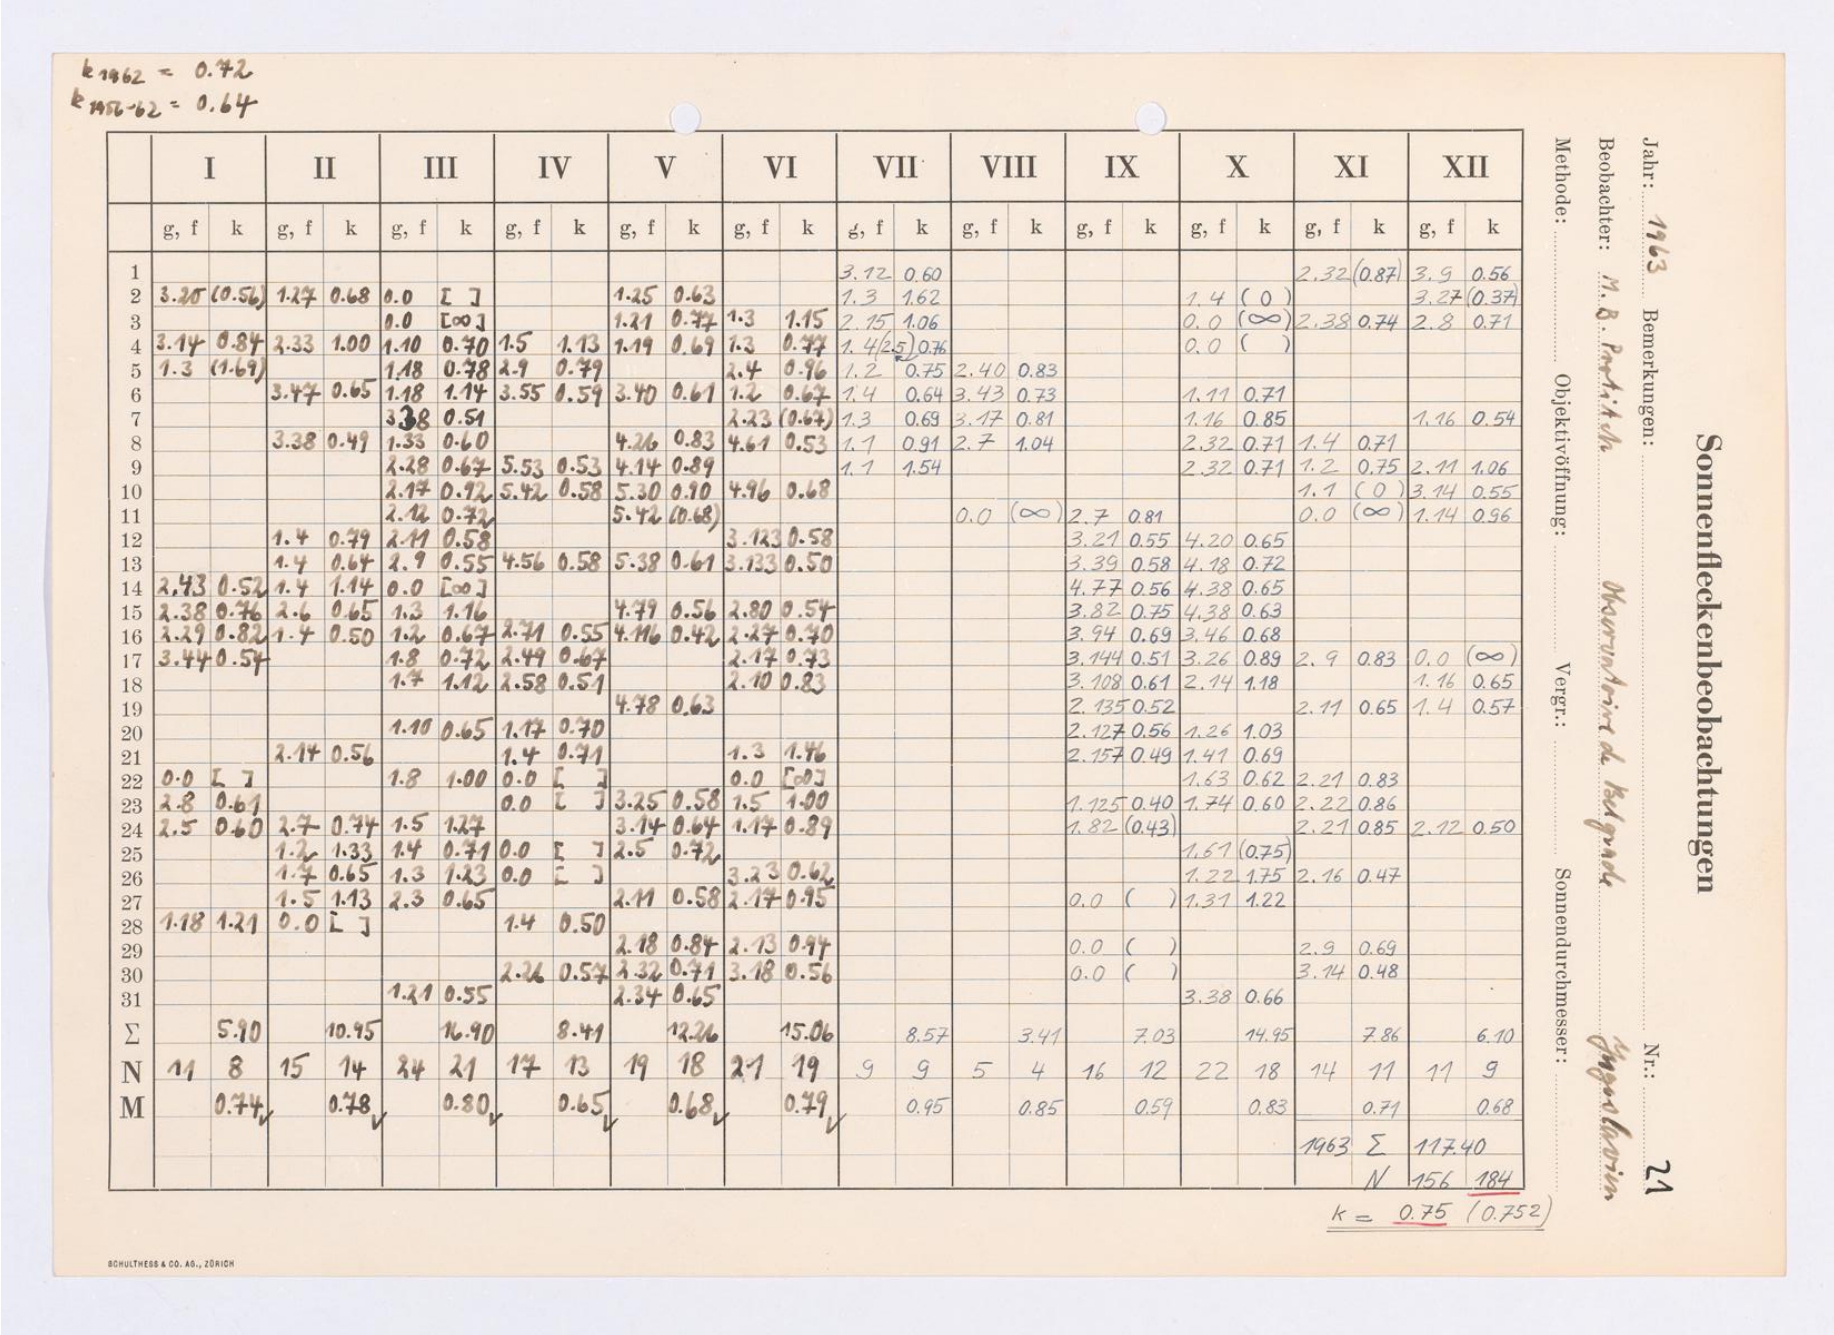 k 1962 = 0.72
k 1956-62 = 0.64
I II III IV V VI VII VIII IX X XI XII
g, f k g, f k g, f k g, f k g, f k g, f k g, f k g, f k g, f k g, f k g, f k g, f k
1 3.12 0.60 2.32 (0.87) 3.9 0.56
2 3.20 (0.56) 1.27 0.68 0.0 [ ] 1.25 0.63 1.3 1.62 1.4 ( 0 ) 3.27 (0.37)
3 0.0 [∞] 1.21 0.77 1.3 1.15 2.15 1.06 0.0 (∞) 2.38 0.74 2.8 0.71
4 3.14 0.84 2.33 1.00 1.10 0.70 1.5 1.13 1.19 0.69 1.3 0.77 1.4 (2.5) 0.76 0.0 ( )
5 1.3 (1.69) 1.18 0.78 2.9 0.79 2.4 0.96 1.2 0.75 2.40 0.83
6 3.47 0.65 1.18 1.14 3.55 0.59 3.40 0.61 1.2 0.67 1.4 0.64 3.43 0.73 1.11 0.71
7 3.38 0.51 2.23 (0.67) 1.3 0.69 3.17 0.81 1.16 0.85 1.16 0.54
8 3.38 0.49 1.33 0.60 4.26 0.83 4.61 0.53 1.1 0.91 2.7 1.04 2.32 0.71 1.4 0.71
9 2.28 0.67 5.53 0.53 4.14 0.89 1.1 1.54 2.32 0.71 1.2 0.75 2.11 1.06
10 2.17 0.92 5.42 0.58 5.30 0.90 4.96 0.68 1.1 ( 0 ) 3.14 0.55
11 2.12 0.72 5.42 (0.68) 0.0 (∞) 2.7 0.81 0.0 (∞) 1.14 0.96
12 1.4 0.79 2.11 0.58 3.123 0.58 3.21 0.55 4.20 0.65
13 1.4 0.64 2.9 0.55 4.56 0.58 5.38 0.61 3.133 0.50 3.39 0.58 4.18 0.72
14 2.43 0.52 1.4 1.14 0.0 [∞] 4.77 0.56 4.38 0.65
15 2.38 0.76 2.6 0.65 1.3 1.16 4.79 0.56 2.80 0.54 3.82 0.75 4.38 0.63
16 2.29 0.82 1.4 0.50 1.2 0.67 2.71 0.55 4.116 0.42 2.27 0.70 3.94 0.69 3.46 0.68
17 3.44 0.54 1.8 0.72 2.49 0.67 2.17 0.73 3.144 0.51 3.26 0.89 2.9 0.83 0.0 (∞)
18 1.7 1.12 2.58 0.51 2.10 0.83 3.108 0.61 2.14 1.18 1.16 0.65
19 4.78 0.63 2.135 0.52 2.11 0.65 1.4 0.57
20 1.10 0.65 1.17 0.70 2.127 0.56 1.26 1.03
21 2.14 0.56 1.4 0.71 1.3 1.46 2.157 0.49 1.41 0.69
22 0.0 [ ] 1.8 1.00 0.0 [ ] 0.0 [∞] 1.63 0.62 2.21 0.83
23 2.8 0.61 0.0 [ ] 3.25 0.58 1.5 1.00 1.125 0.40 1.74 0.60 2.22 0.86
24 2.5 0.60 2.7 0.74 1.5 1.27 3.14 0.64 1.17 0.89 1.82 (0.43) 2.21 0.85 2.12 0.50
25 1.2 1.33 1.4 0.71 0.0 [ ] 2.5 0.72 1.61 (0.75)
26 1.7 0.65 1.3 1.23 0.0 [ ] 3.23 0.62 1.22 1.75 2.16 0.47
27 1.5 1.13 2.3 0.65 2.11 0.58 2.17 0.95 0.0 ( ) 1.31 1.22
28 1.18 1.21 0.0 [ ] 1.4 0.50
29 2.18 0.84 2.13 0.94 0.0 ( ) 2.9 0.69
30 2.26 0.57 2.32 0.71 3.18 0.56 0.0 ( ) 3.14 0.48
31 1.21 0.55 2.34 0.65 3.38 0.66
Σ 5.90 10.95 16.90 8.41 12.26 15.06 8.57 3.41 7.03 14.95 7.86 6.10
N 11 8 15 14 24 21 17 13 19 18 21 19 9 9 5 4 16 12 22 18 14 11 11 9
M 0.74 0.78 0.80 0.65 0.68 0.79 0.95 0.85 0.59 0.83 0.71 0.68
1963 Σ 117.40
N 156 184
k = 0.75 (0.752)
SCHULTHESS & CO. AG., ZÜRICH
Sonnenfleckenbeobachtungen
Jahr: 1963 Bemerkungen: Nr.: 21
Beobachter: M. B. Protitch Observatoire de Belgrade Jugoslavien
Methode: Objektivöffnung: Vergr.: Sonnendurchmesser: